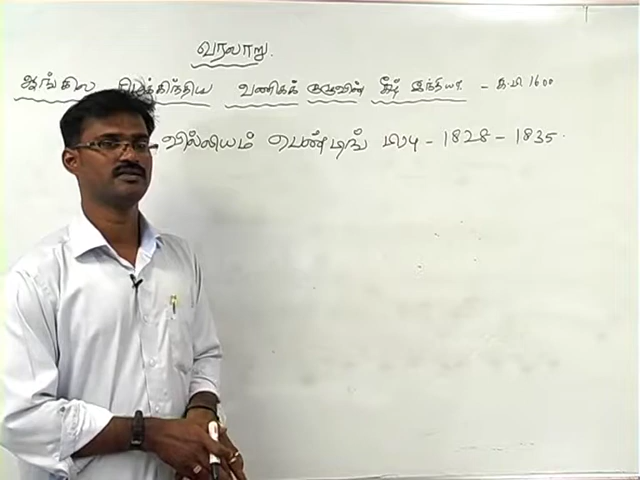 வரலாறு.
ஆங்கில கிழக்கிந்திய வணிகக் குழுவின் கீழ் இந்தியா - கி.பி 1600
வில்லியம் பெண்டிங் பிரபு - 1828 - 1835.